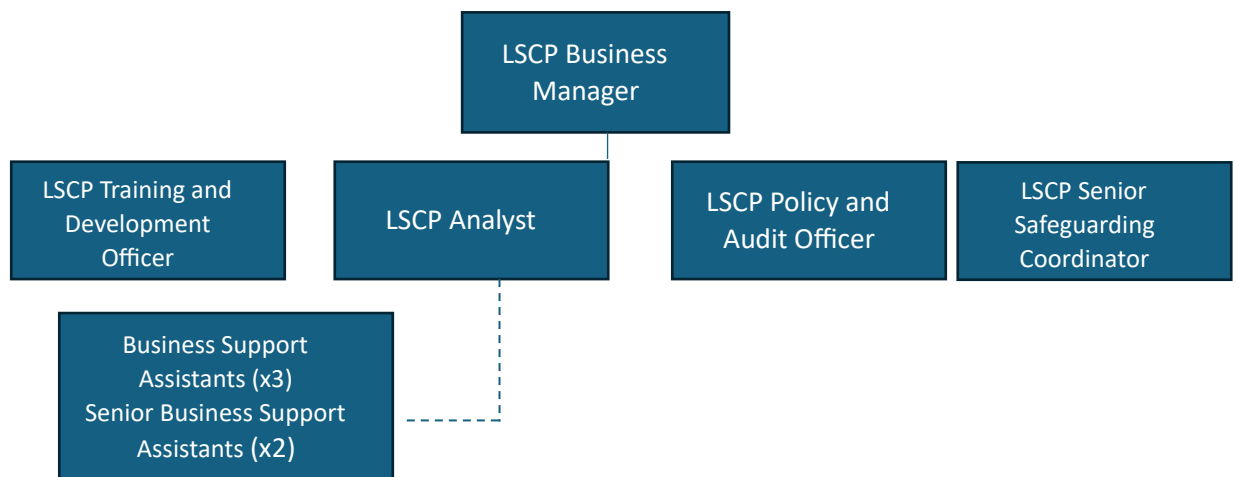 LSCP Business
Manager
LSCP Training and
Development
Officer
LSCP Analyst
LSCP Policy and
Audit Officer
LSCP Senior
Safeguarding
Coordinator
Business Support
Assistants (x3)
Senior Business Support
Assistants (x2)